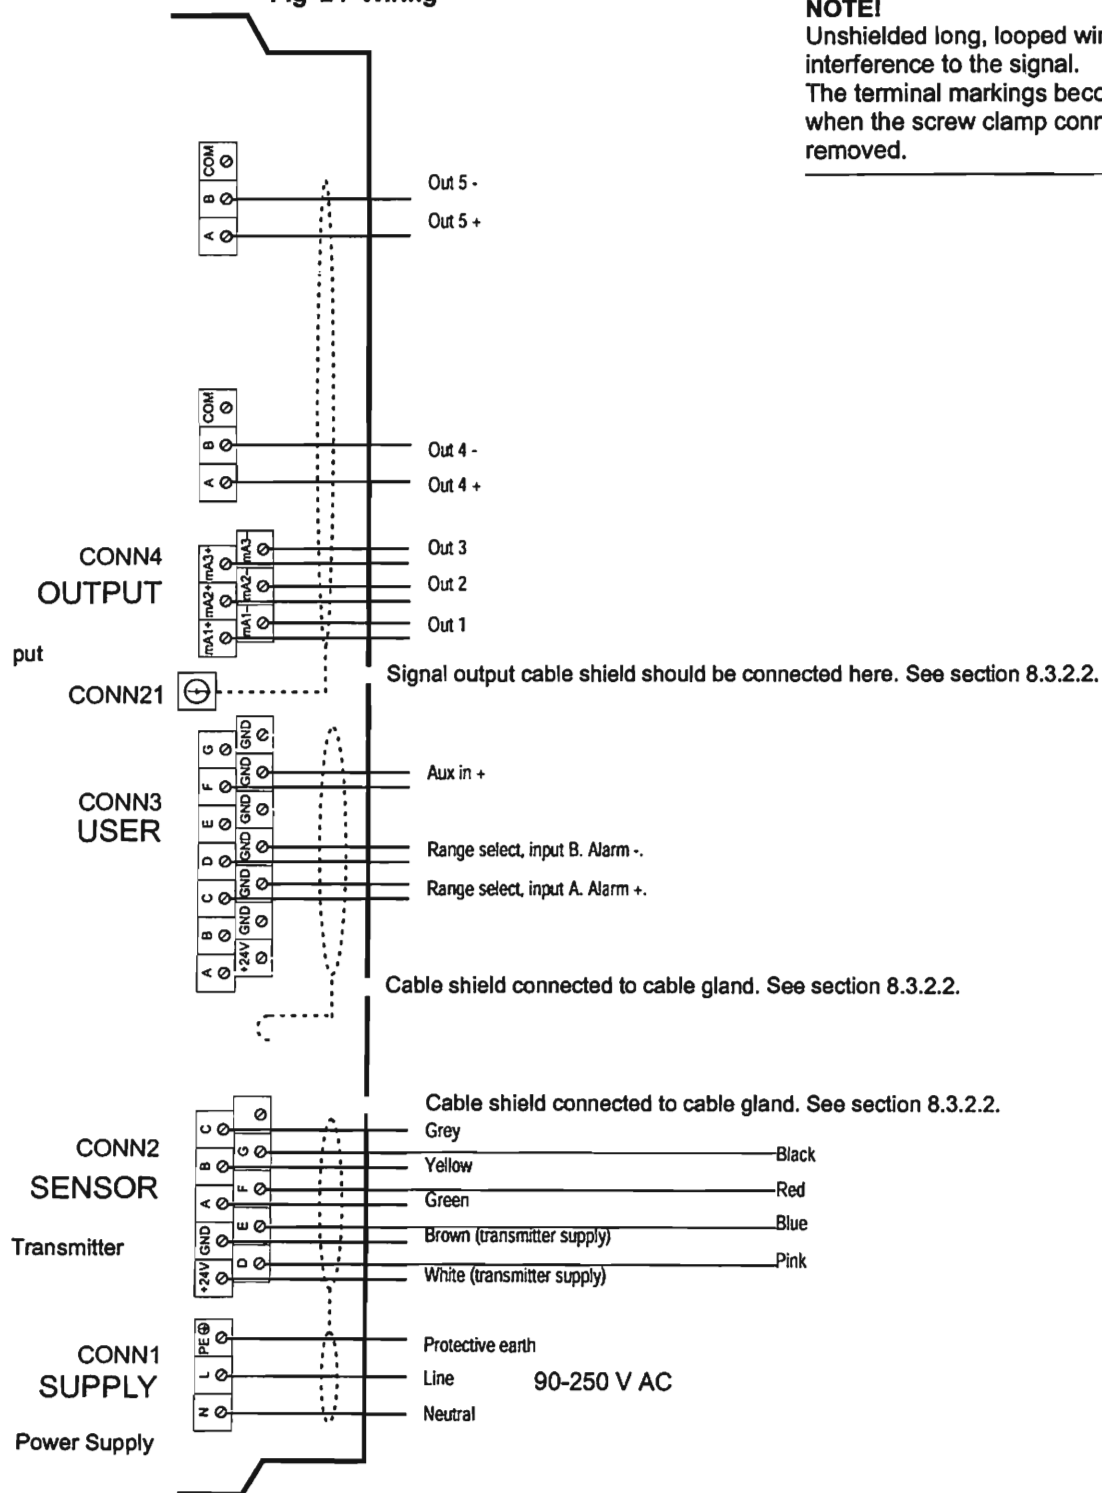 NOTE!
Unshielded long, looped
interference to the signal.
The terminal markings
when the screw clamp
removed.
COM
B
A
Out 5 -
Out 5 +
COM
B
A
Out 4 -
Out 4 +
CONN4
OUTPUT
mA3+
mA2+
mA1+
mA3-
mA2-
mA1-
Out 3
Out 2
Out 1
put
CONN21
Signal output cable shield should be connected here. See section 8.3.2.2.
CONN3
USER
G
F
E
D
C
B
A
GND
GND
GND
GND
GND
GND
+24V
Aux in +
Range select, input B. Alarm -.
Range select, input A. Alarm +.
Cable shield connected to cable gland. See section 8.3.2.2.
Cable shield connected to cable gland. See section 8.3.2.2.
CONN2
SENSOR
Transmitter
C
B
A
GND
+24V
G
F
E
D
Grey
Yellow
Green
Brown (transmitter supply)
White (transmitter supply)
Black
Red
Blue
Pink
CONN1
SUPPLY
Power Supply
PE
L
N
Protective earth
Line
90-250 V AC
Neutral